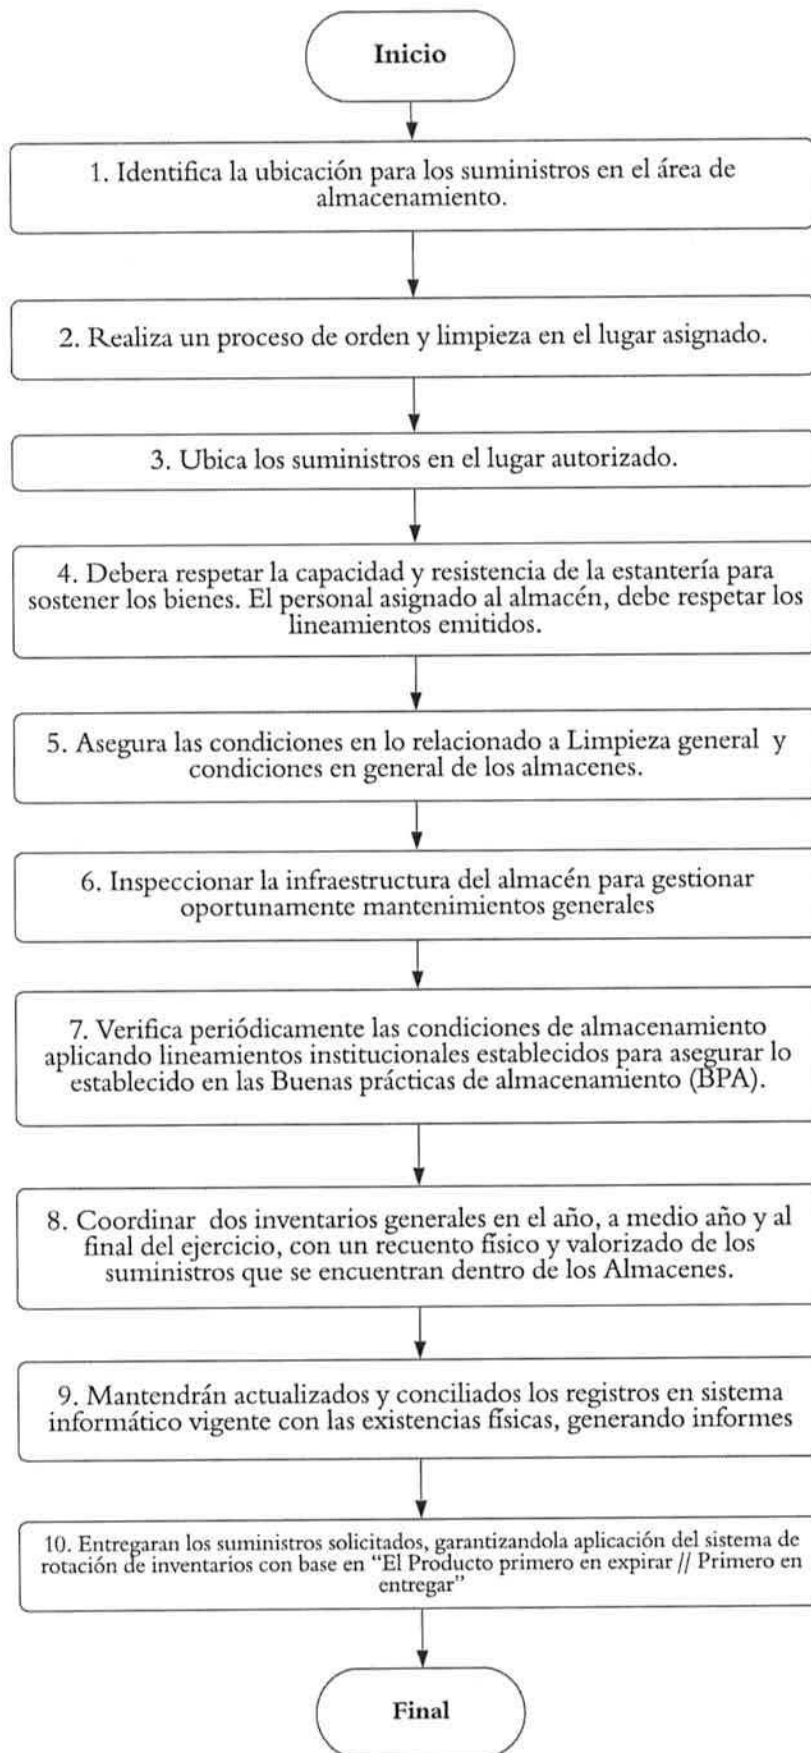 Inicio
1. Identifica la ubicación para los suministros en el área de
almacenamiento.
2. Realiza un proceso de orden y limpieza en el lugar asignado.
3. Ubica los suministros en el lugar autorizado.
4. Debera respetar la capacidad y resistencia de la estantería para
sostener los bienes. El personal asignado al almacén, debe respetar los
lineamientos emitidos.
5. Asegura las condiciones en lo relacionado a Limpieza general y
condiciones en general de los almacenes.
6. Inspeccionar la infraestructura del almacén para gestionar
oportunamente mantenimientos generales
7. Verifica periódicamente las condiciones de almacenamiento
aplicando lineamientos institucionales establecidos para asegurar lo
establecido en las Buenas prácticas de almacenamiento (BPA).
8. Coordinar dos inventarios generales en el año, a medio año y al
final del ejercicio, con un recuento físico y valorizado de los
suministros que se encuentran dentro de los Almacenes.
9. Mantendrán actualizados y conciliados los registros en sistema
informático vigente con las existencias físicas, generando informes
10. Entregaran los suministros solicitados, garantizandola aplicación del sistema de
rotación de inventarios con base en “El Producto primero en expirar // Primero en
entregar”
Final